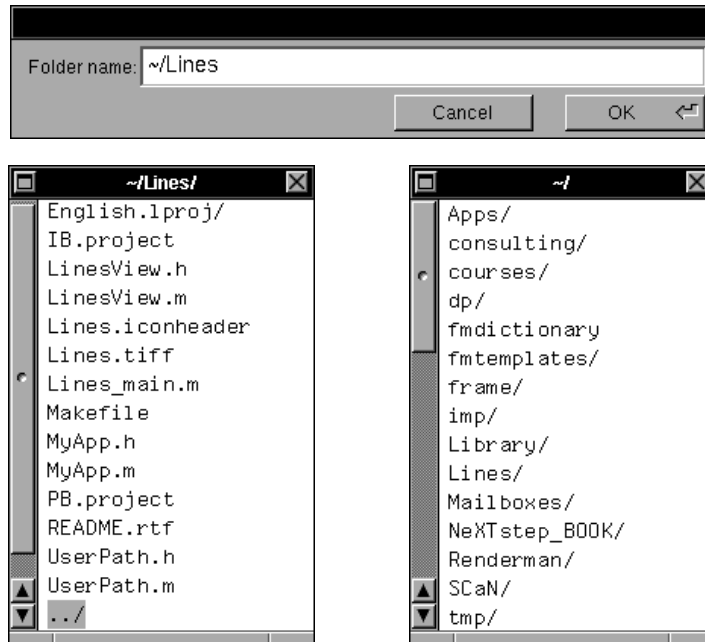 Folder name: ~/Lines
Cancel OK
~/Lines/
English.lproj/
IB.project
LinesView.h
LinesView.m
Lines.iconheader
Lines.tiff
Lines_main.m
Makefile
MyApp.h
MyApp.m
PB.project
README.rtf
UserPath.h
UserPath.m
../
~/
Apps/
consulting/
courses/
dp/
fmdictionary
fmtemplates/
frame/
imp/
Library/
Lines/
Mailboxes/
NeXTstep_BOOK/
Renderman/
SCaN/
tmp/